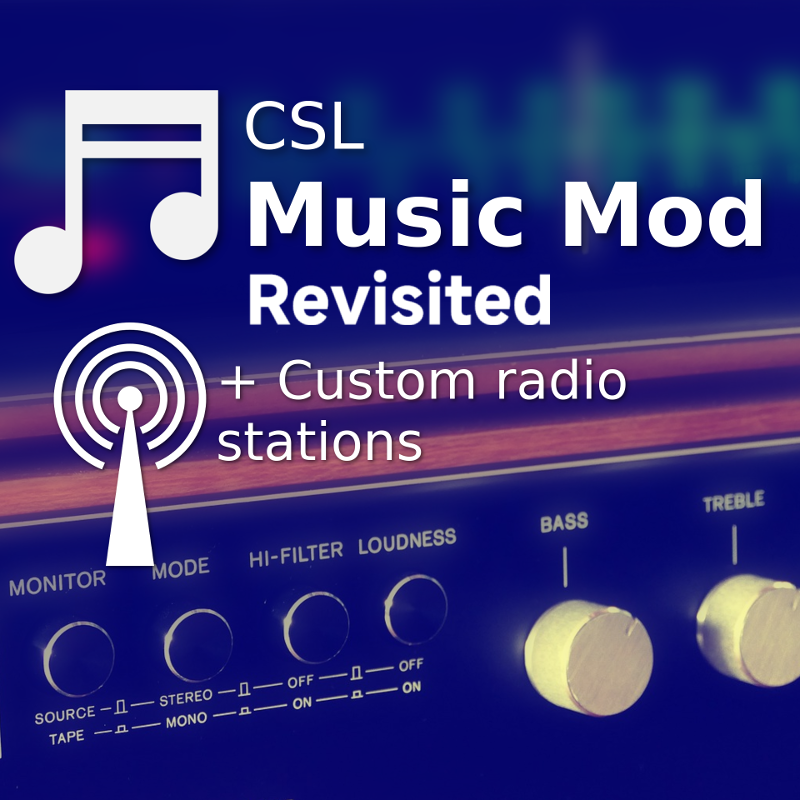 CSL
Music Mod
Revisited
+ Custom radio
stations
MONITOR MODE HI-FILTER LOUDNESS BASS TREBLE
SOURCE STEREO OFF OFF
TAPE MONO ON ON